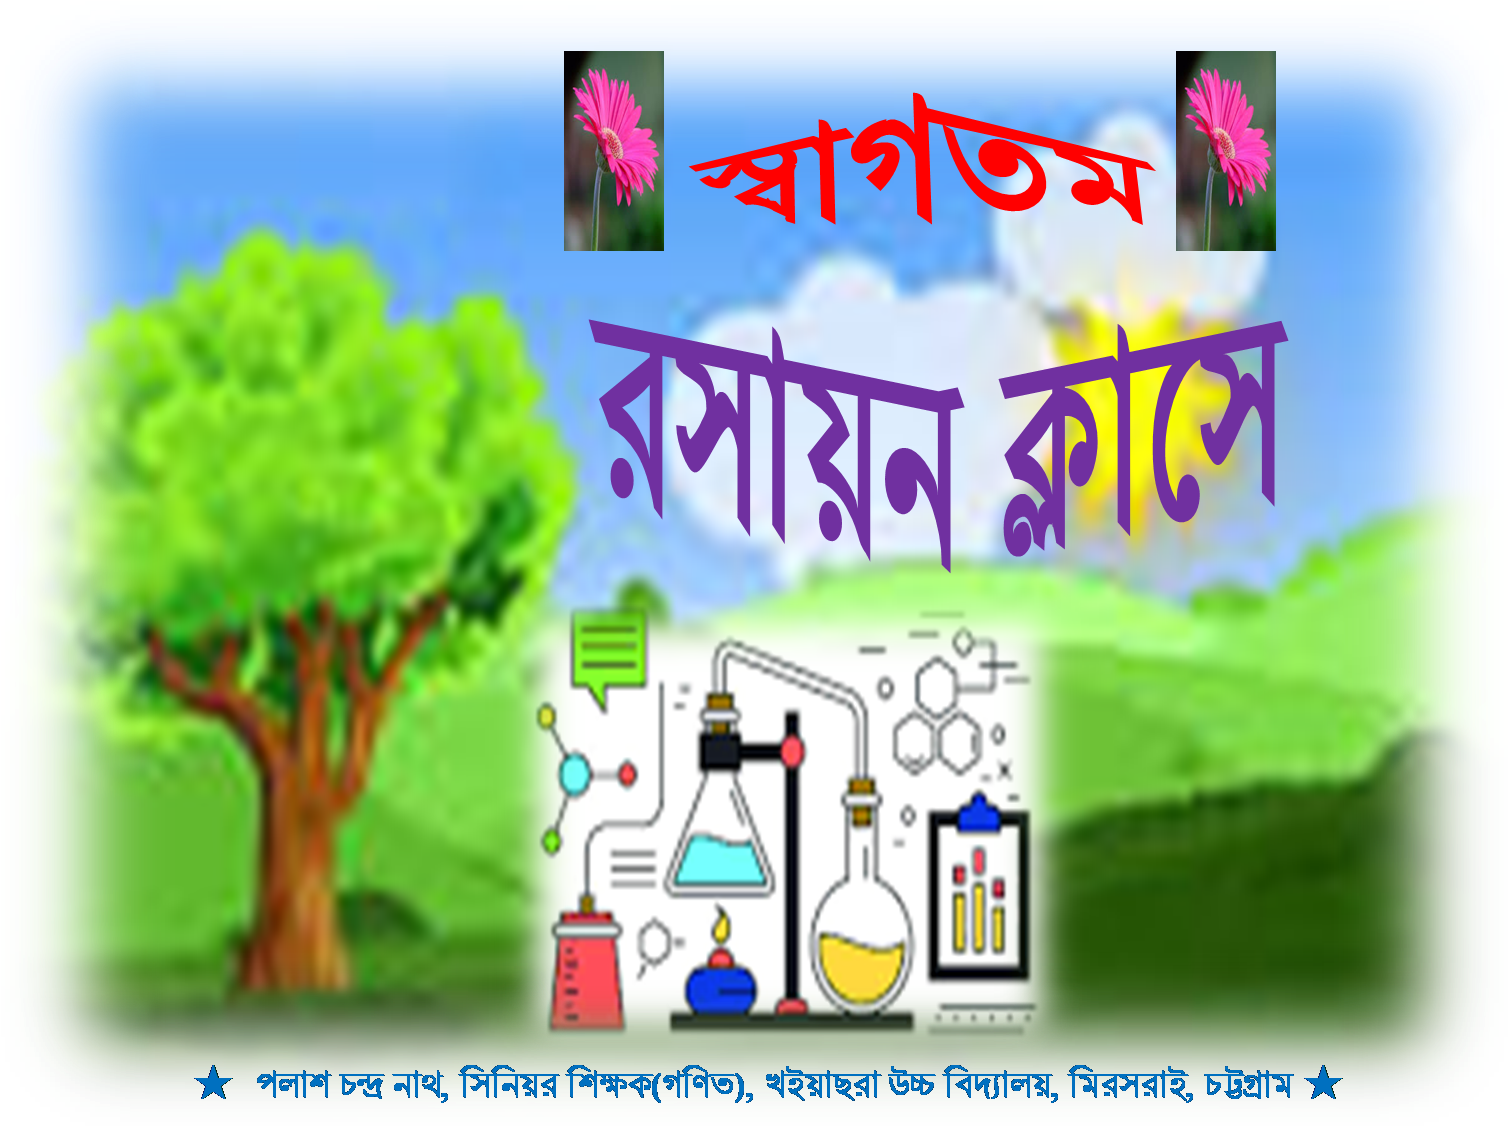 স্বাগতম
রসায়ন ক্লাসে
পলাশ চন্দ্র নাথ, সিনিয়র শিক্ষক(গণিত), খইয়াছরা উচ্চ বিদ্যালয়, মিরসরাই, চট্টগ্রাম